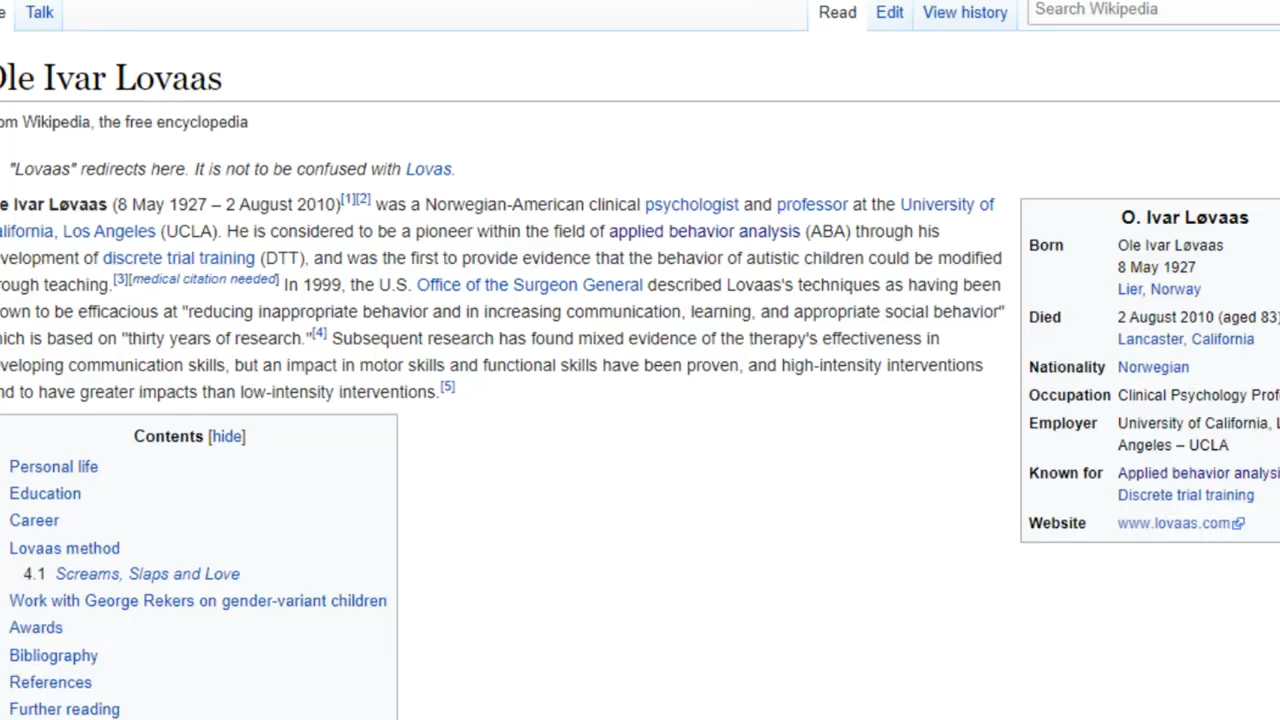 e Talk Read Edit View history Search Wikipedia
Ole Ivar Lovaas
om Wikipedia, the free encyclopedia
"Lovaas" redirects here. It is not to be confused with Lovas.
e Ivar Løvaas (8 May 1927 – 2 August 2010)[1][2] was a Norwegian-American clinical psychologist and professor at the University of
alifornia, Los Angeles (UCLA). He is considered to be a pioneer within the field of applied behavior analysis (ABA) through his
velopment of discrete trial training (DTT), and was the first to provide evidence that the behavior of autistic children could be modified
rough teaching.[3][medical citation needed] In 1999, the U.S. Office of the Surgeon General described Lovaas's techniques as having been
own to be efficacious at "reducing inappropriate behavior and in increasing communication, learning, and appropriate social behavior"
hich is based on "thirty years of research."[4] Subsequent research has found mixed evidence of the therapy's effectiveness in
veloping communication skills, but an impact in motor skills and functional skills have been proven, and high-intensity interventions
nd to have greater impacts than low-intensity interventions.[5]
O. Ivar Løvaas
Born Ole Ivar Løvaas
8 May 1927
Lier, Norway
Died 2 August 2010 (aged 83)
Lancaster, California
Nationality Norwegian
Occupation Clinical Psychology Prof
Employer University of California, L
Angeles – UCLA
Known for Applied behavior analysi
Discrete trial training
Website www.lovaas.com
Contents [hide]
Personal life
Education
Career
Lovaas method
4.1 Screams, Slaps and Love
Work with George Rekers on gender-variant children
Awards
Bibliography
References
Further reading